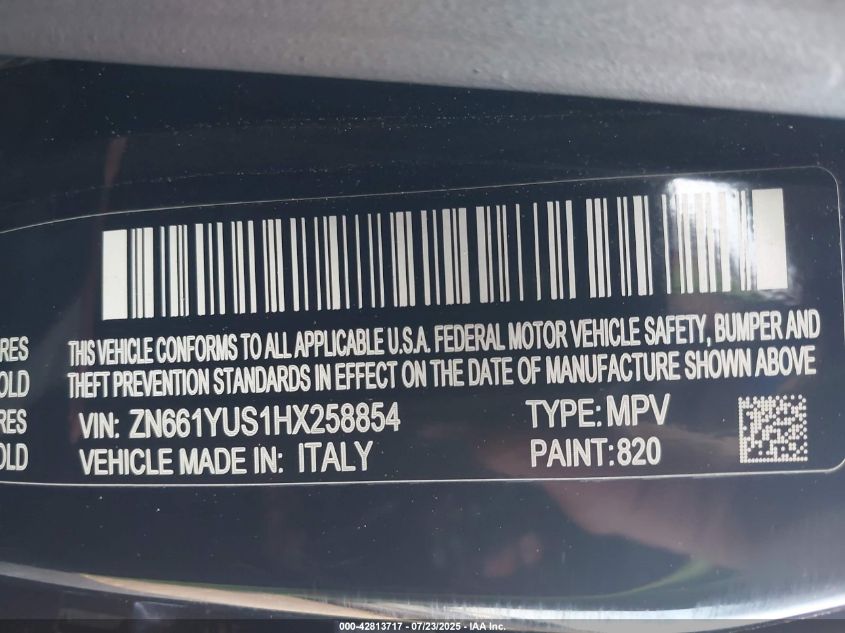 THIS VEHICLE CONFORMS TO ALL APPLICABLE U.S.A. FEDERAL MOTOR VEHICLE SAFETY, BUMPER AND
RES
THEFT PREVENTION STANDARDS IN EFFECT ON THE DATE OF MANUFACTURE SHOWN ABOVE
OLD
VIN: ZN661YUS1HX258854 TYPE: MPV
RES
VEHICLE MADE IN: ITALY PAINT: 820
OLD
000-42813717 - 07/23/2025 - IAA Inc.